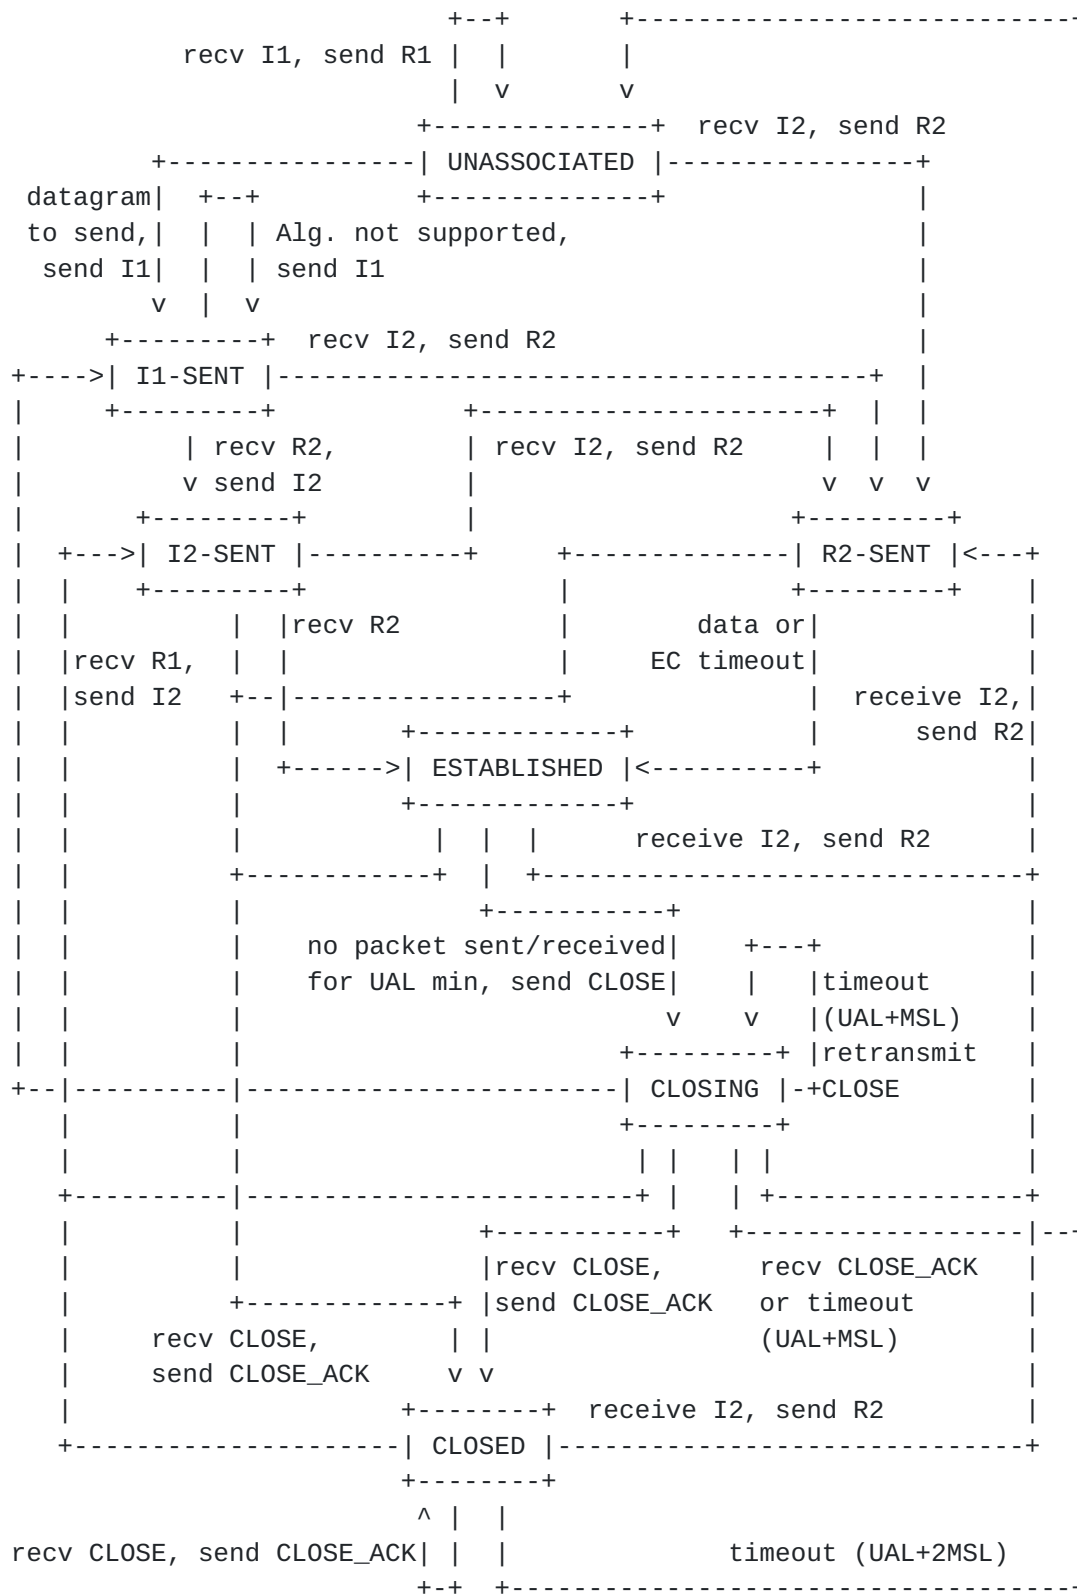 +--+       +----------------------------+
           recv I1, send R1 |  |       |
                            |  v       v
                          +--------------+  recv I2, send R2
         +----------------| UNASSOCIATED |----------------+
 datagram|  +--+          +--------------+                |
 to send,|  |  | Alg. not supported,                      |
  send I1|  |  | send I1                                  |
         v  |  v                                          |
      +---------+  recv I2, send R2                       |
+---->| I1-SENT |--------------------------------------+  |
|     +---------+            +----------------------+  |  |
|          | recv R2,        | recv I2, send R2     |  |  |
|          v send I2         |                      v  v  v
|       +---------+          |                    +---------+
|  +--->| I2-SENT |----------+     +--------------| R2-SENT |<---+
|  |    +---------+                |              +---------+    |
|  |          |  |recv R2          |        data or|             |
|  |recv R1,  |  |                 |     EC timeout|             |
|  |send I2   +--|-----------------+               |  receive I2,|
|  |          |  |       +-------------+           |      send R2|
|  |          |  +------>| ESTABLISHED |<----------+             |
|  |          |          +-------------+                         |
|  |          |            |  |  |      receive I2, send R2      |
|  |          +------------+  |  +-------------------------------+
|  |          |               +-----------+                      |
|  |          |    no packet sent/received|    +---+             |
|  |          |    for UAL min, send CLOSE|    |   |timeout      |
|  |          |                           v    v   |(UAL+MSL)    |
|  |          |                        +---------+ |retransmit   |
+--|----------|------------------------| CLOSING |-+CLOSE        |
   |          |                        +---------+               |
   |          |                         | |   | |                |
   +----------|-------------------------+ |   | +----------------+
   |          |               +-----------+   +------------------|--+
   |          |               |recv CLOSE,      recv CLOSE_ACK   |
   |          +-------------+ |send CLOSE_ACK   or timeout       |
   |     recv CLOSE,        | |                 (UAL+MSL)        |
   |     send CLOSE_ACK     v v                                  |
   |                     +--------+  receive I2, send R2         |
   +---------------------| CLOSED |------------------------------+
                         +--------+
                          ^ |  |
recv CLOSE, send CLOSE_ACK| |  |              timeout (UAL+2MSL)
                          +-+  +------------------------------------+